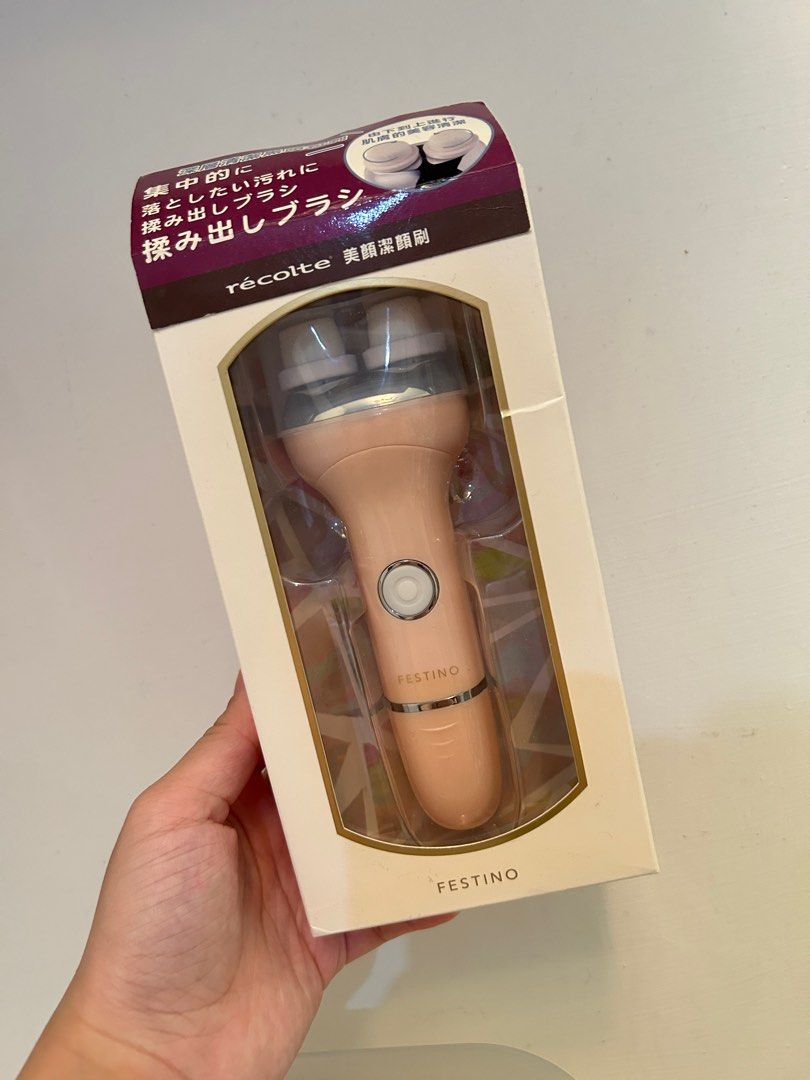 集中的に
落としたい汚れに
揉み出しブラシ
揉み出しブラシ
由下到上進行
肌膚的美容清潔
récolte 美顏潔顏刷
FESTINO
FESTINO